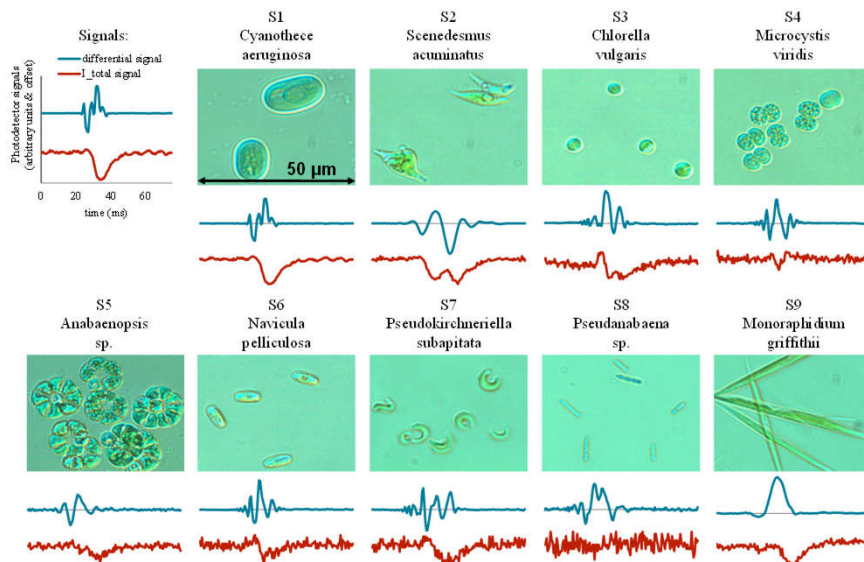 Signals:
differential signal
I_total signal
Photodetector signals
(arbitrary units & offset)
0 20 40 60
time (ms)
S1
Cyanothece
aeruginosa
S2
Scenedesmus
acuminatus
S3
Chlorella
vulgaris
S4
Microcystis
viridis
50 µm
S5
Anabaenopsis
sp.
S6
Navicula
pelliculosa
S7
Pseudokirchneriella
subapitata
S8
Pseudanabaena
sp.
S9
Monoraphidium
griffithii